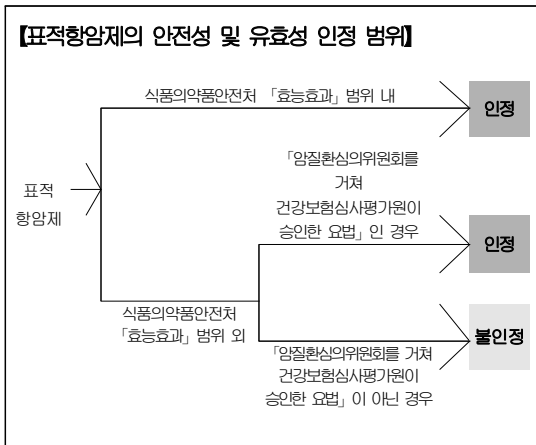 【표적항암제의 안전성 및 유효성 인정 범위】
식품의약품안전처 「효능효과」 범위 내
인정
표적
항암제
「암질환심의위원회를
거쳐
건강보험심사평가원이
승인한 요법」 인 경우
인정
식품의약품안전처
「효능효과」 범위 외
불인정
「암질환심의위원회를 거쳐
건강보험심사평가원이
승인한 요법」 이 아닌 경우